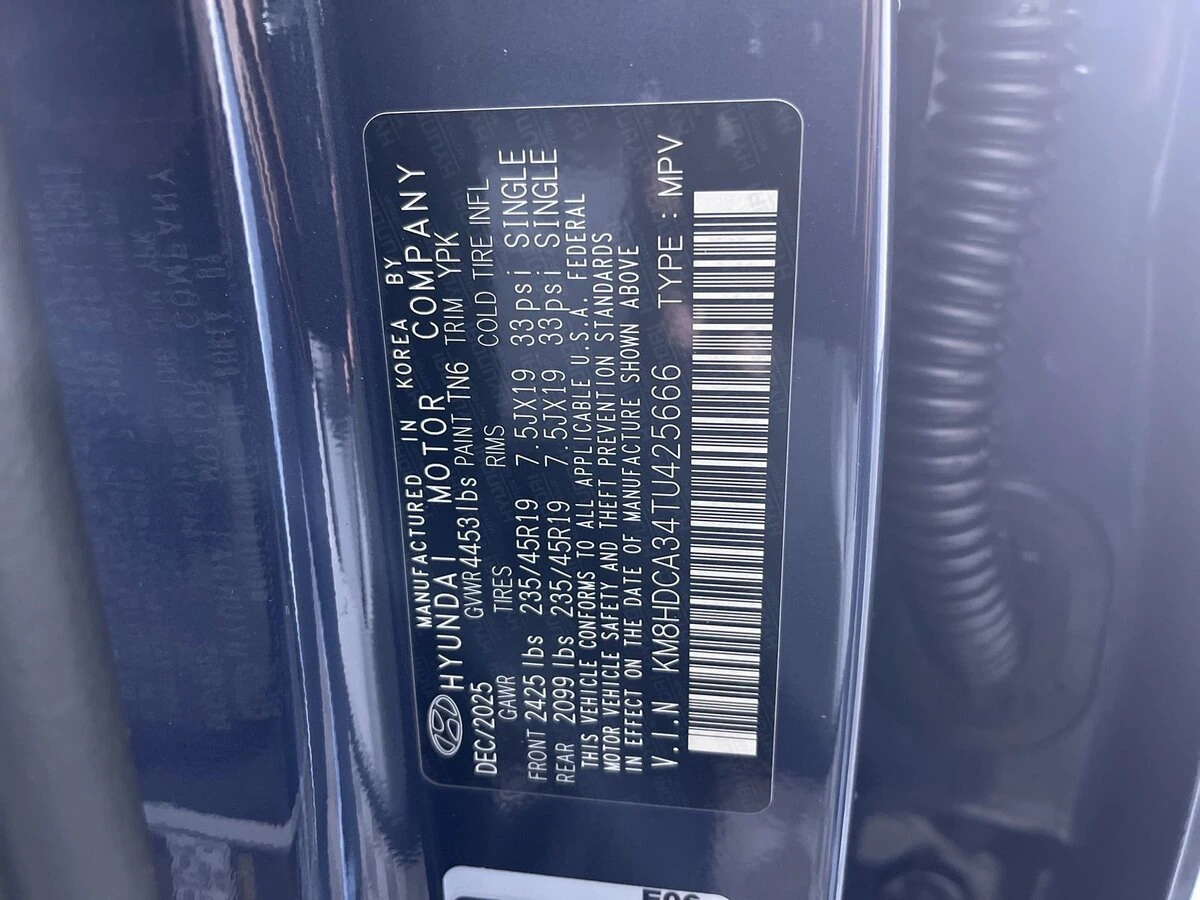 MANUFACTURED IN KOREA BY
HYUNDAI MOTOR COMPANY
DEC/2025 GVWR 4453lbs PAINT TN6 TRIM YPK
GAWR TIRES RIMS COLD TIRE INFL
FRONT 2425lbs 235/45R19 7.5JX19 33psi SINGLE
REAR 2099lbs 235/45R19 7.5JX19 33psi SINGLE
THIS VEHICLE CONFORMS TO ALL APPLICABLE U.S.A. FEDERAL
MOTOR VEHICLE SAFETY AND THEFT PREVENTION STANDARDS
IN EFFECT ON THE DATE OF MANUFACTURE SHOWN ABOVE
V.I.N KM8HDCA34TU425666 TYPE : MPV